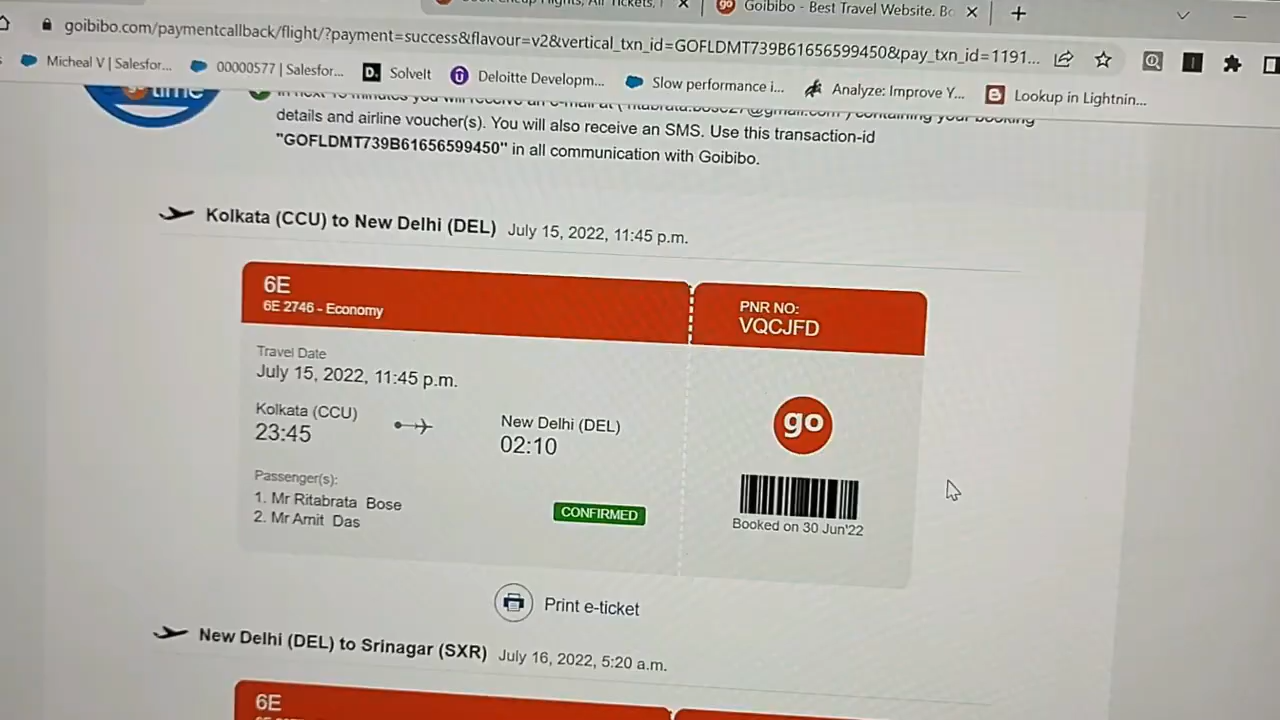 Goibibo - Best Travel Website. Bo
goibibo.com/paymentcallback/flight/?payment=success&flavour=v2&vertical_txn_id=GOFLDMT739B61656599450&pay_txn_id=1191...
Micheal V | Salesfor... 00000577 | Salesfor... D. SolveIt Deloitte Developm... Slow performance i... Analyze: Improve Y... Lookup in Lightnin...
time
containing your booking
details and airline voucher(s). You will also receive an SMS. Use this transaction-id
"GOFLDMT739B61656599450" in all communication with Goibibo.
Kolkata (CCU) to New Delhi (DEL) July 15, 2022, 11:45 p.m.
6E
6E 2746 - Economy
PNR NO:
VQCJFD
Travel Date
July 15, 2022, 11:45 p.m.
Kolkata (CCU)
23:45
New Delhi (DEL)
02:10
go
Passenger(s):
1. Mr Ritabrata Bose
2. Mr Amit Das
CONFIRMED
Booked on 30 Jun'22
Print e-ticket
New Delhi (DEL) to Srinagar (SXR) July 16, 2022, 5:20 a.m.
6E